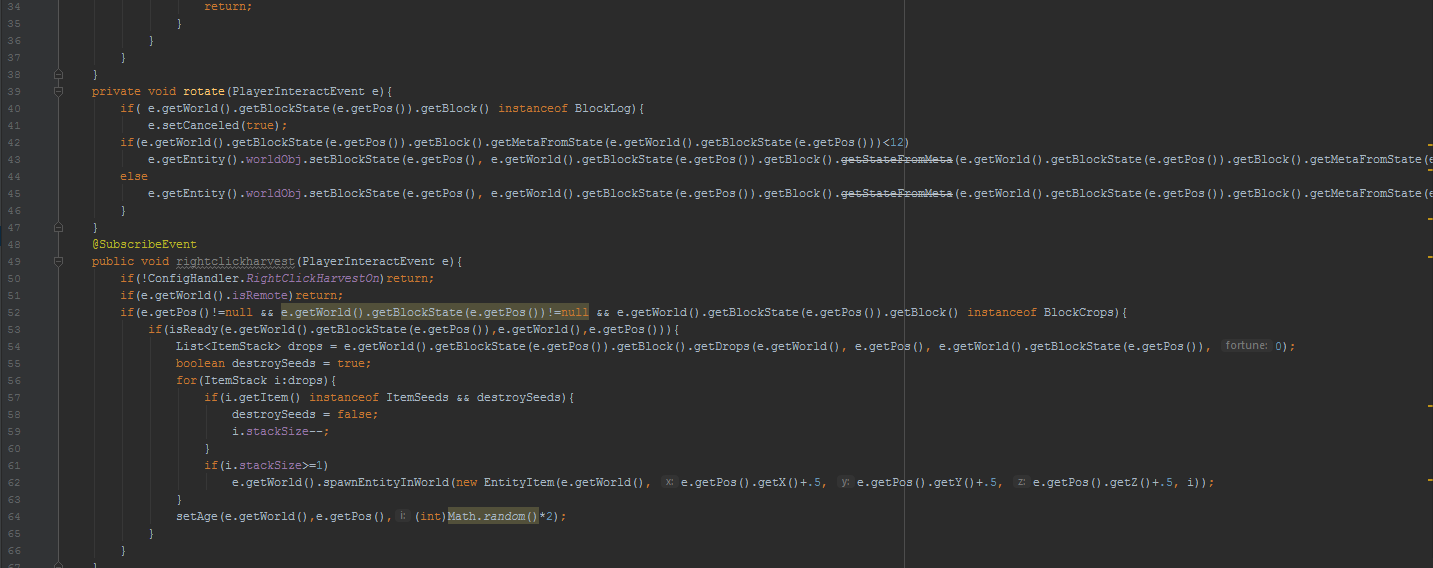 34 return;
35 }
36 }
37 }
38 }
39 private void rotate(PlayerInteractEvent e){
40 if( e.getWorld().getBlockState(e.getPos()).getBlock() instanceof BlockLog){
41 e.setCanceled(true);
42 if(e.getWorld().getBlockState(e.getPos()).getBlock().getMetaFromState(e.getWorld().getBlockState(e.getPos()))<12)
43 e.getEntity().worldObj.setBlockState(e.getPos(), e.getWorld().getBlockState(e.getPos()).getBlock().getStateFromMeta(e.getWorld().getBlockState(e.getPos()).getBlock().getMetaFromState(e
44 else
45 e.getEntity().worldObj.setBlockState(e.getPos(), e.getWorld().getBlockState(e.getPos()).getBlock().getStateFromMeta(e.getWorld().getBlockState(e.getPos()).getBlock().getMetaFromState(e
46 }
47 }
48 @SubscribeEvent
49 public void rightclickharvest(PlayerInteractEvent e){
50 if(!ConfigHandler.RightClickHarvestOn)return;
51 if(e.getWorld().isRemote)return;
52 if(e.getPos()!=null && e.getWorld().getBlockState(e.getPos())!=null && e.getWorld().getBlockState(e.getPos()).getBlock() instanceof BlockCrops){
53 if(isReady(e.getWorld().getBlockState(e.getPos()),e.getWorld(),e.getPos())){
54 List<ItemStack> drops = e.getWorld().getBlockState(e.getPos()).getBlock().getDrops(e.getWorld(), e.getPos(), e.getWorld().getBlockState(e.getPos()), fortune: 0);
55 boolean destroySeeds = true;
56 for(ItemStack i:drops){
57 if(i.getItem() instanceof ItemSeeds && destroySeeds){
58 destroySeeds = false;
59 i.stackSize--;
60 }
61 if(i.stackSize>=1)
62 e.getWorld().spawnEntityInWorld(new EntityItem(e.getWorld(), x: e.getPos().getX()+.5, y: e.getPos().getY()+.5, z: e.getPos().getZ()+.5, i));
63 }
64 setAge(e.getWorld(),e.getPos(), i: (int)Math.random()*2);
65 }
66 }
67 }